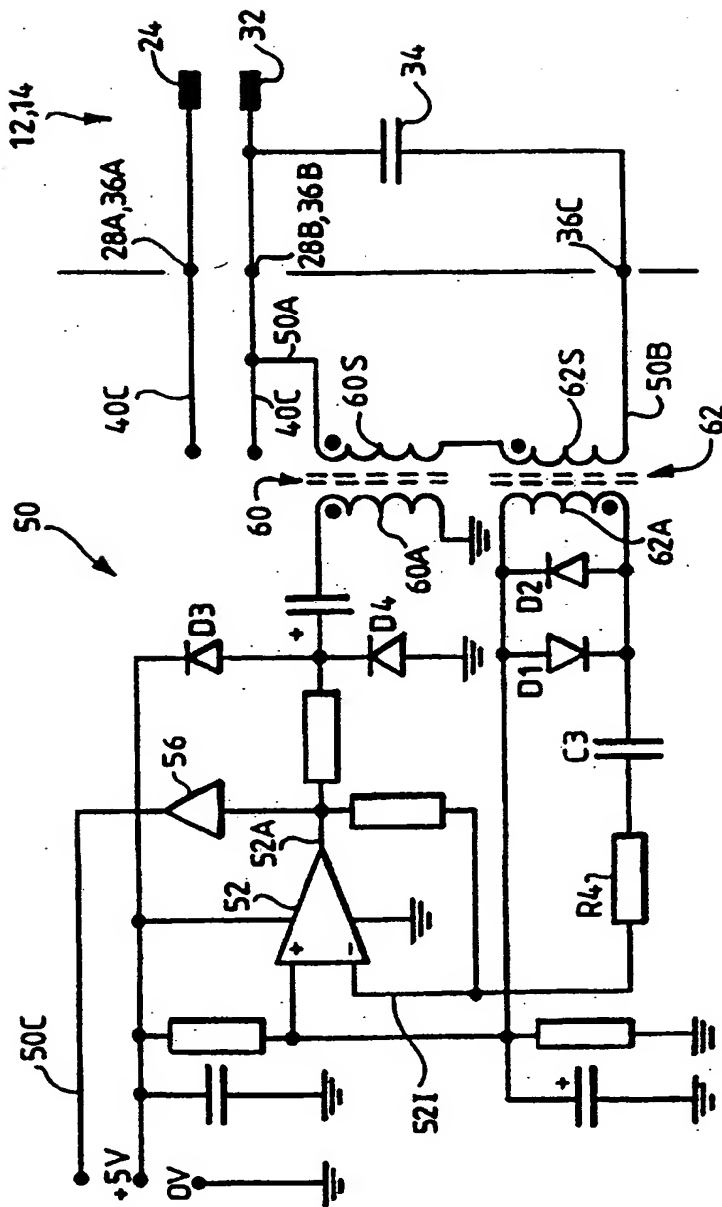 12,14
24
32
34
28A,36A
28B,36B
36C
40C
50A
40C
50B
60S
62S
62
60
60A
62A
50
D3
D4
D2
D1
56
C3
52A
52
+
+
-
R4
50C
+5V
0V
52I
+